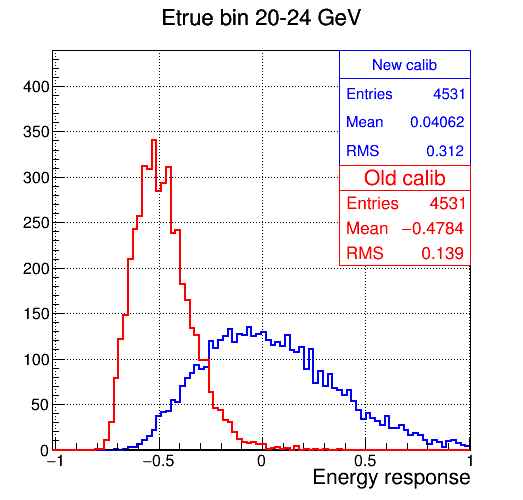 Etrue bin 20-24 GeV
New calib
Entries 4531
Mean 0.04062
RMS 0.312
Old calib
Entries 4531
Mean −0.4784
RMS 0.139
400
350
300
250
200
150
100
50
0
−1 −0.5 0 0.5 1
Energy response